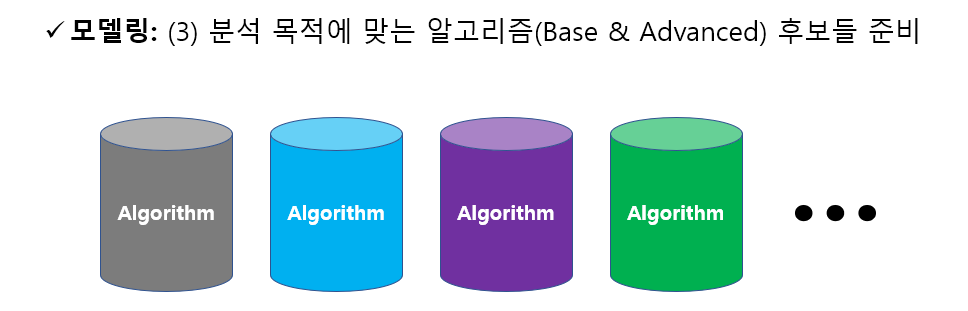 ✓ 모델링: (3) 분석 목적에 맞는 알고리즘(Base & Advanced) 후보들 준비
Algorithm Algorithm Algorithm Algorithm ●●●